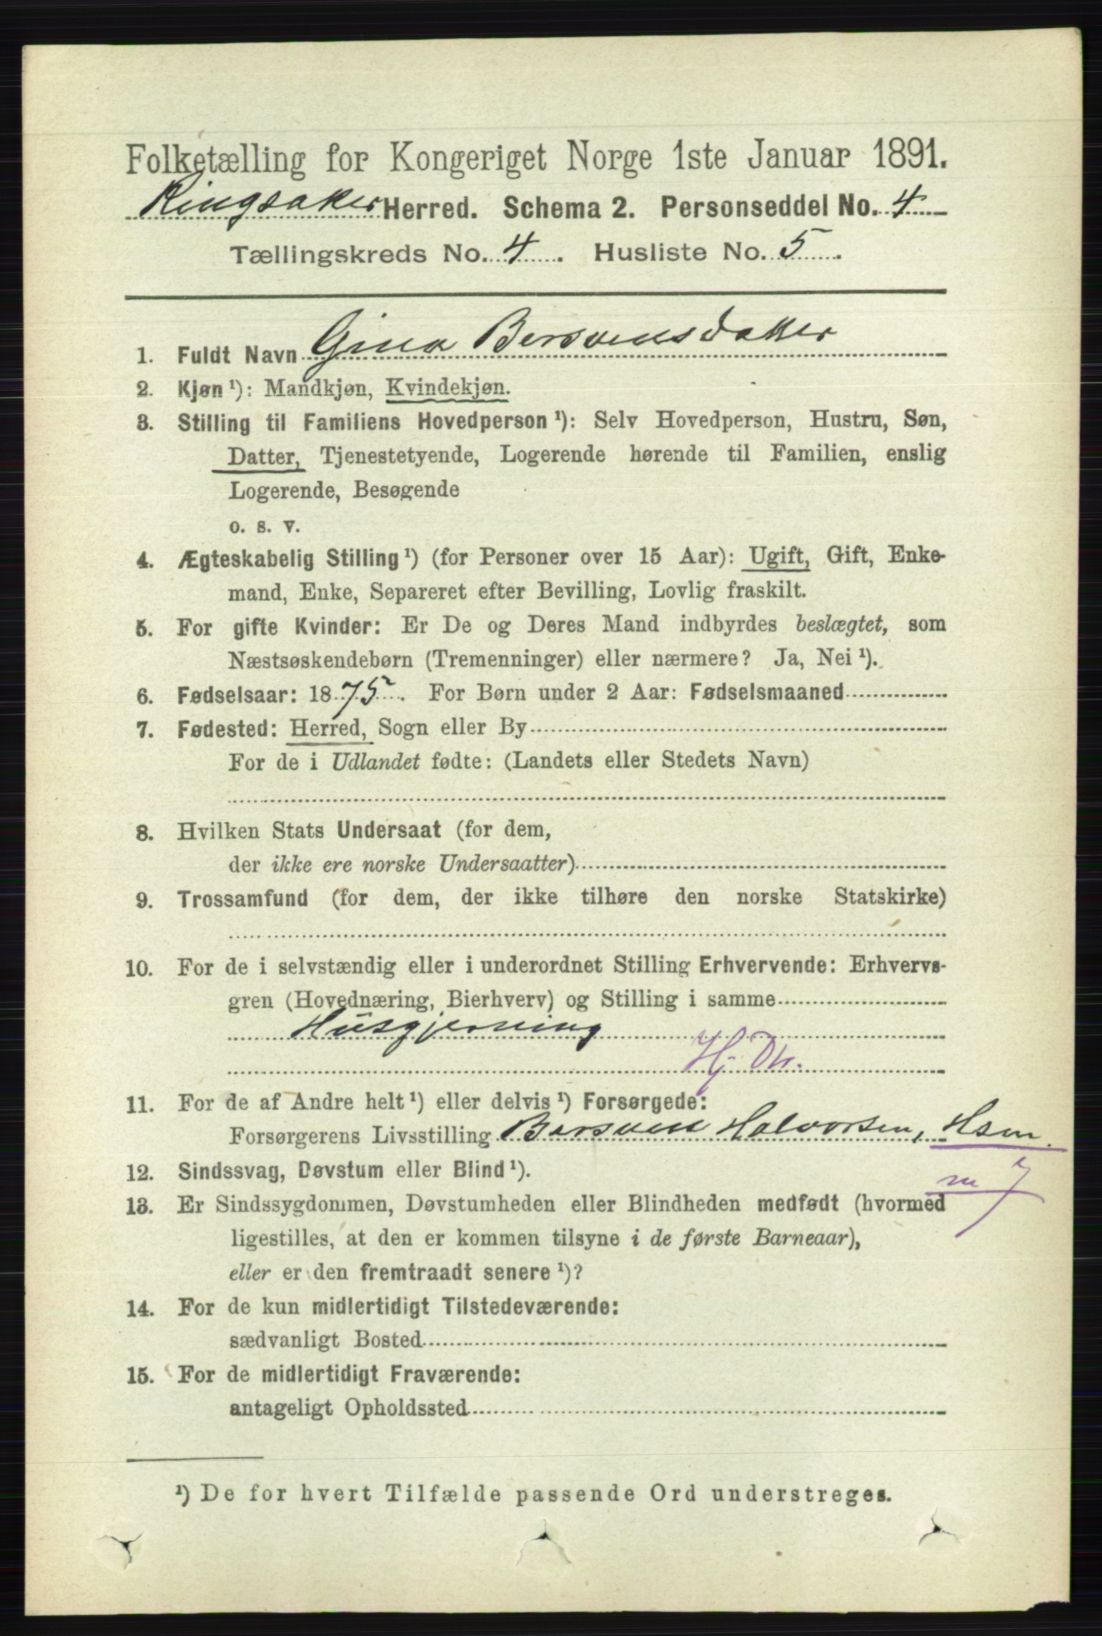 Folketælling for Kongeriget Norge 1ste Januar 1891.
Ringsaker Herred. Schema 2. Personseddel No. 4
Tællingskreds No. 4. Husliste No. 5.
1. Fuldt Navn Gina Bersvensdatter
2. Kjøn ¹): Mandkjøn, Kvindekjøn.
3. Stilling til Familiens Hovedperson ¹): Selv Hovedperson, Hustru, Søn,
Datter, Tjenestetyende, Logerende hørende til Familien, enslig
Logerende, Besøgende
o. s. v.
4. Ægteskabelig Stilling ¹) (for Personer over 15 Aar): Ugift, Gift, Enke-
mand, Enke, Separeret efter Bevilling, Lovlig fraskilt.
5. For gifte Kvinder: Er De og Deres Mand indbyrdes beslægtet, som
Næstsøskendebørn (Tremenninger) eller nærmere? Ja, Nei ¹).
6. Fødselsaar: 1875. For Børn under 2 Aar: Fødselsmaaned
7. Fødested: Herred, Sogn eller By
For de i Udlandet fødte: (Landets eller Stedets Navn)
8. Hvilken Stats Undersaat (for dem,
der ikke ere norske Undersaatter)
9. Trossamfund (for dem, der ikke tilhøre den norske Statskirke)
10. For de i selvstændig eller i underordnet Stilling Erhvervende: Erhvervs-
gren (Hovednæring, Bierhverv) og Stilling i samme
Husgjerning
Hj. Dtr.
11. For de af Andre helt ¹) eller delvis ¹) Forsørgede:
Forsørgerens Livsstilling Bersven Halvorsen, Hsm.
m 7
12. Sindssvag, Døvstum eller Blind ¹).
13. Er Sindssygdommen, Døvstumheden eller Blindheden medfødt (hvormed
ligestilles, at den er kommen tilsyne i de første Barneaar),
eller er den fremtraadt senere ¹)?
14. For de kun midlertidigt Tilstedeværende:
sædvanligt Bosted
15. For de midlertidigt Fraværende:
antageligt Opholdssted
¹) De for hvert Tilfælde passende Ord understreges.